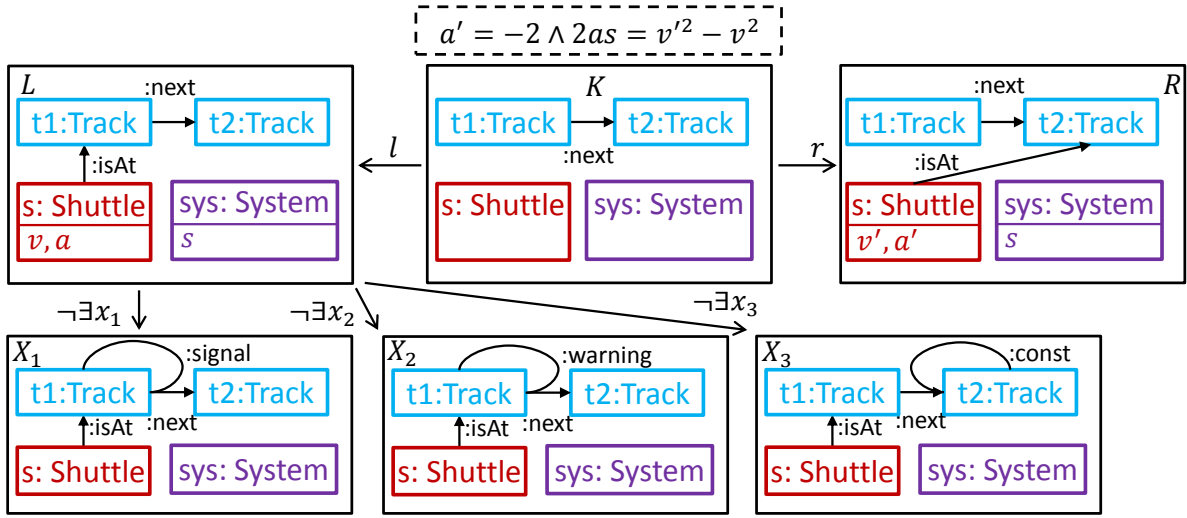 a′ = −2 ∧ 2as = v′² − v²
L
:next
t1:Track
t2:Track
:isAt
s: Shuttle
v, a
sys: System
s
l
K
t1:Track
t2:Track
:next
s: Shuttle
sys: System
r
R
:next
t1:Track
t2:Track
:isAt
s: Shuttle
v′, a′
sys: System
s
¬∃x₁
¬∃x₂
¬∃x₃
X₁
:signal
t1:Track
t2:Track
:isAt
:next
s: Shuttle
sys: System
X₂
:warning
t1:Track
t2:Track
:isAt
:next
s: Shuttle
sys: System
X₃
:const
t1:Track
t2:Track
:isAt
:next
s: Shuttle
sys: System